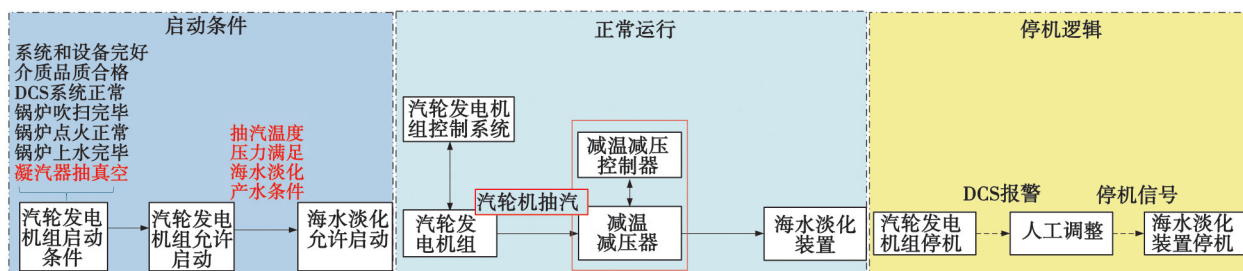 启动条件
系统和设备完好
介质品质合格
DCS系统正常
锅炉吹扫完毕
锅炉点火正常
锅炉上水完毕
凝汽器抽真空
抽汽温度
压力满足
海水淡化
产水条件
汽轮发电
机组启动
条件
汽轮发电
机组允许
启动
海水淡化
允许启动
正常运行
汽轮发电机
组控制系统
减温减压
控制器
汽轮机抽汽
汽轮发
电机组
减温
减压器
海水淡化
装置
停机逻辑
DCS报警
停机信号
汽轮发电
机组停机
人工调整
海水淡化
装置停机